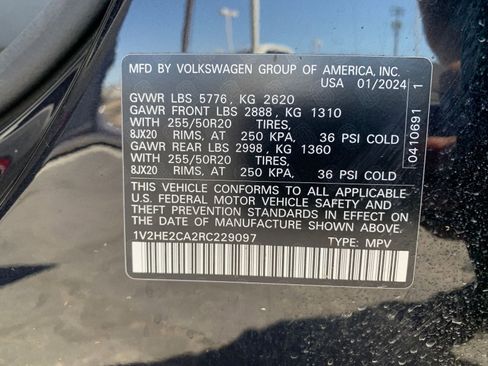 MFD BY VOLKSWAGEN GROUP OF AMERICA, INC.
USA 01/2024
GVWR LBS 5776 , KG 2620
GAWR FRONT LBS 2888 , KG 1310
WITH 255/50R20 TIRES,
8JX20 RIMS, AT 250 KPA, 36 PSI COLD
GAWR REAR LBS 2998 , KG 1360
WITH 255/50R20 TIRES,
8JX20 RIMS, AT 250 KPA, 36 PSI COLD
THIS VEHICLE CONFORMS TO ALL APPLICABLE
U.S. FEDERAL MOTOR VEHICLE SAFETY AND
THEFT PREVENTION STANDARDS IN EFFECT ON
THE DATE OF MANUFACTURE SHOWN ABOVE.
1V2HE2CA2RC229097 TYPE: MPV
0410691 1